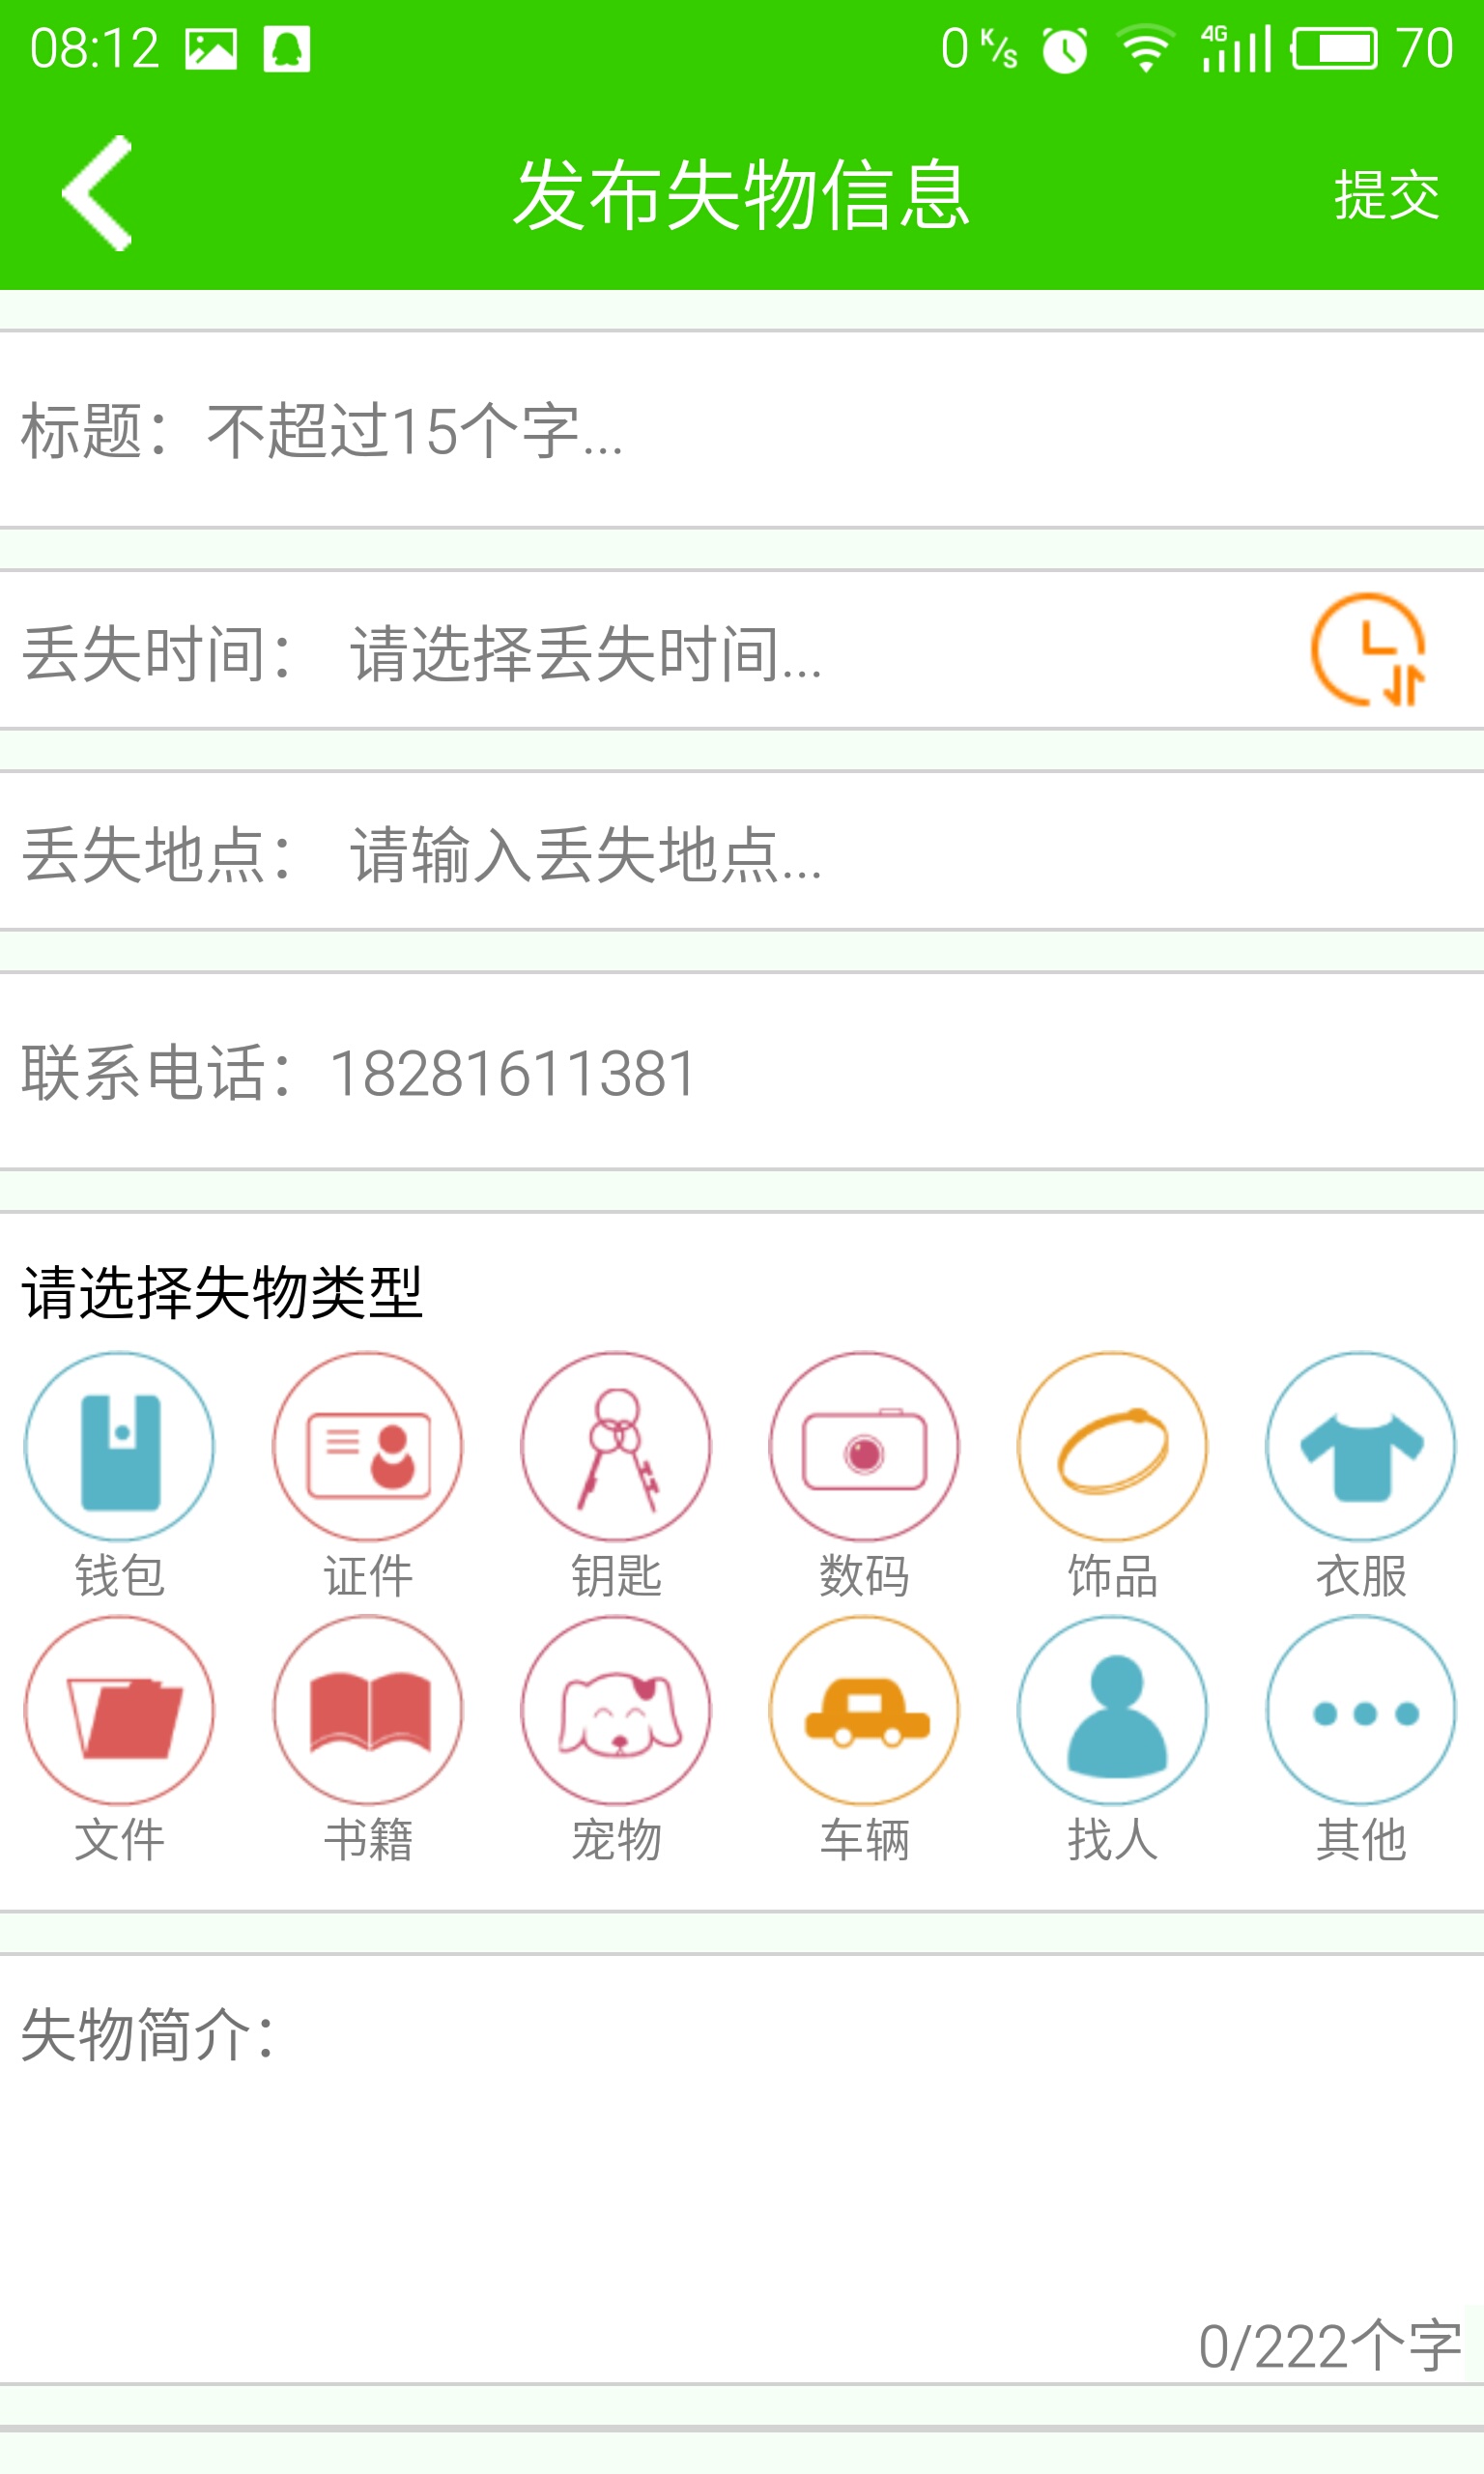 08:12 0 K/s 4G 70
发布失物信息 提交
标题：不超过15个字...
丢失时间： 请选择丢失时间...
丢失地点： 请输入丢失地点...
联系电话：18281611381
请选择失物类型
钱包 证件 钥匙 数码 饰品 衣服
文件 书籍 宠物 车辆 找人 其他
失物简介：
0/222个字